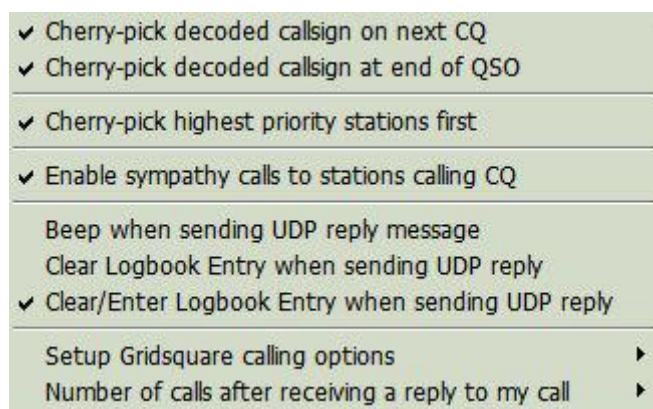 Cherry-pick decoded callsign on next CQ
Cherry-pick decoded callsign at end of QSO
Cherry-pick highest priority stations first
Enable sympathy calls to stations calling CQ
Beep when sending UDP reply message
Clear Logbook Entry when sending UDP reply
Clear/Enter Logbook Entry when sending UDP reply
Setup Gridsquare calling options
Number of calls after receiving a reply to my call